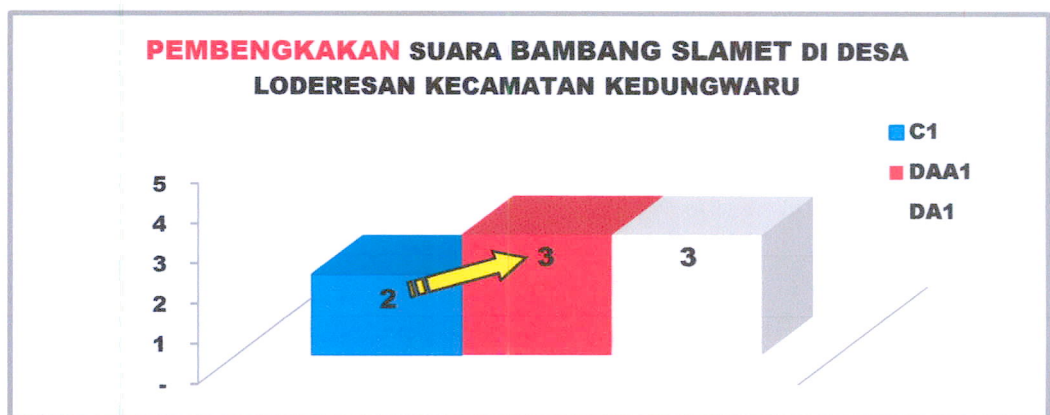 PEMBENGKAKAN SUARA BAMBANG SLAMET DI DESA
LODERESAN KECAMATAN KEDUNGWARU
C1
DAA1
DA1
5
4
3
2
1
-
2
3
3